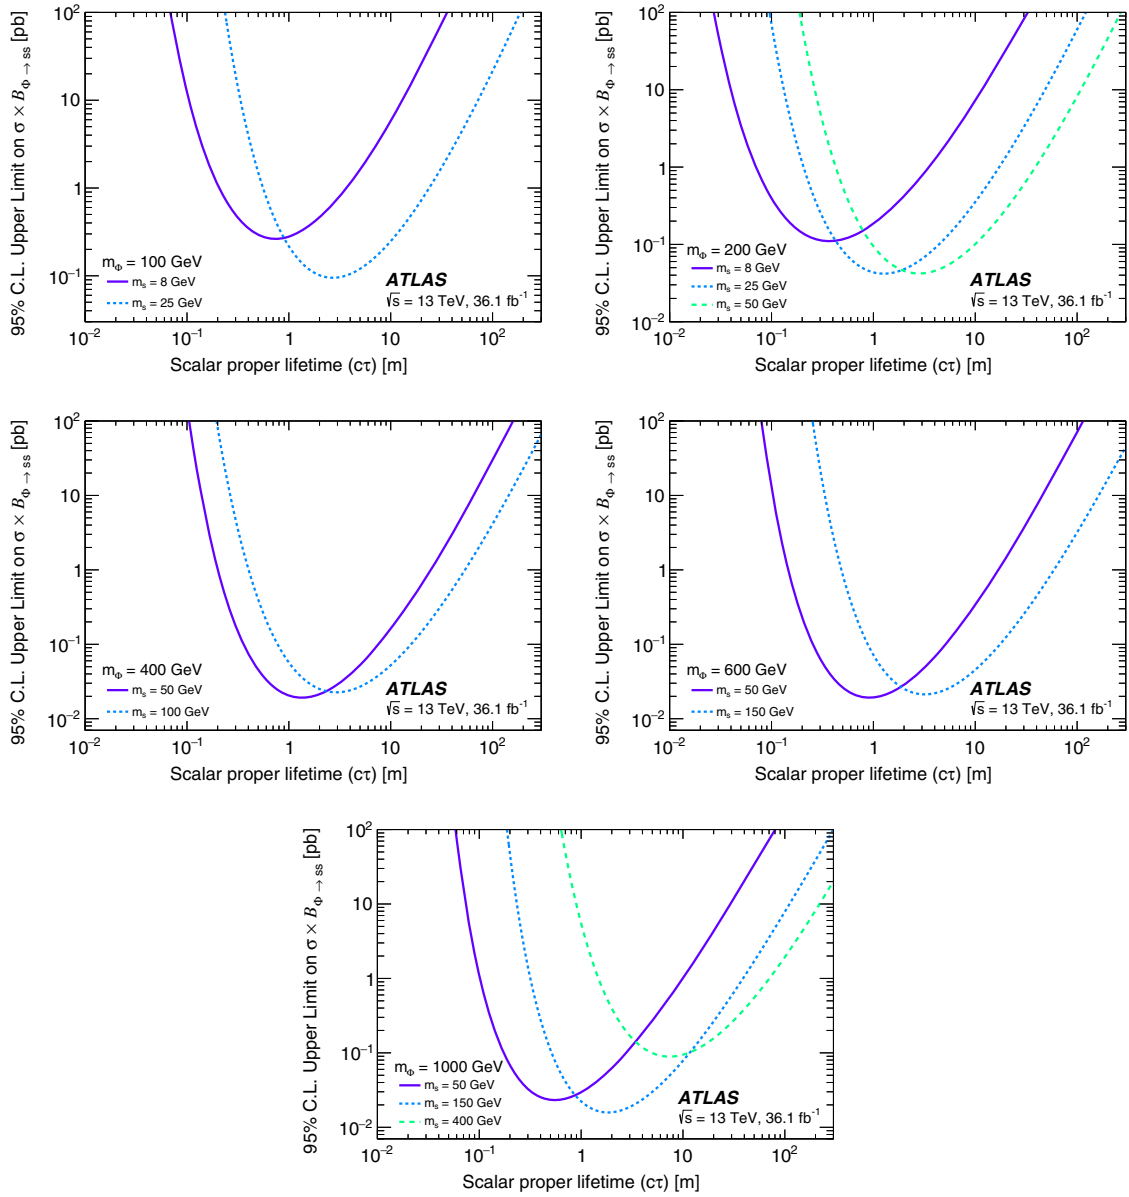 95% C.L. Upper Limit on σ × B_Φ → ss [pb]
10²
10
1
10⁻¹
m_Φ = 100 GeV
m_s = 8 GeV
m_s = 25 GeV
ATLAS
√s = 13 TeV, 36.1 fb⁻¹
10⁻² 10⁻¹ 1 10 10²
Scalar proper lifetime (cτ) [m]
95% C.L. Upper Limit on σ × B_Φ → ss [pb]
10²
10
1
10⁻¹
10⁻²
m_Φ = 200 GeV
m_s = 8 GeV
m_s = 25 GeV
m_s = 50 GeV
ATLAS
√s = 13 TeV, 36.1 fb⁻¹
10⁻² 10⁻¹ 1 10 10²
Scalar proper lifetime (cτ) [m]
95% C.L. Upper Limit on σ × B_Φ → ss [pb]
10²
10
1
10⁻¹
10⁻²
m_Φ = 400 GeV
m_s = 50 GeV
m_s = 100 GeV
ATLAS
√s = 13 TeV, 36.1 fb⁻¹
10⁻² 10⁻¹ 1 10 10²
Scalar proper lifetime (cτ) [m]
95% C.L. Upper Limit on σ × B_Φ → ss [pb]
10²
10
1
10⁻¹
10⁻²
m_Φ = 600 GeV
m_s = 50 GeV
m_s = 150 GeV
ATLAS
√s = 13 TeV, 36.1 fb⁻¹
10⁻² 10⁻¹ 1 10 10²
Scalar proper lifetime (cτ) [m]
95% C.L. Upper Limit on σ × B_Φ → ss [pb]
10²
10
1
10⁻¹
10⁻²
m_Φ = 1000 GeV
m_s = 50 GeV
m_s = 150 GeV
m_s = 400 GeV
ATLAS
√s = 13 TeV, 36.1 fb⁻¹
10⁻² 10⁻¹ 1 10 10²
Scalar proper lifetime (cτ) [m]